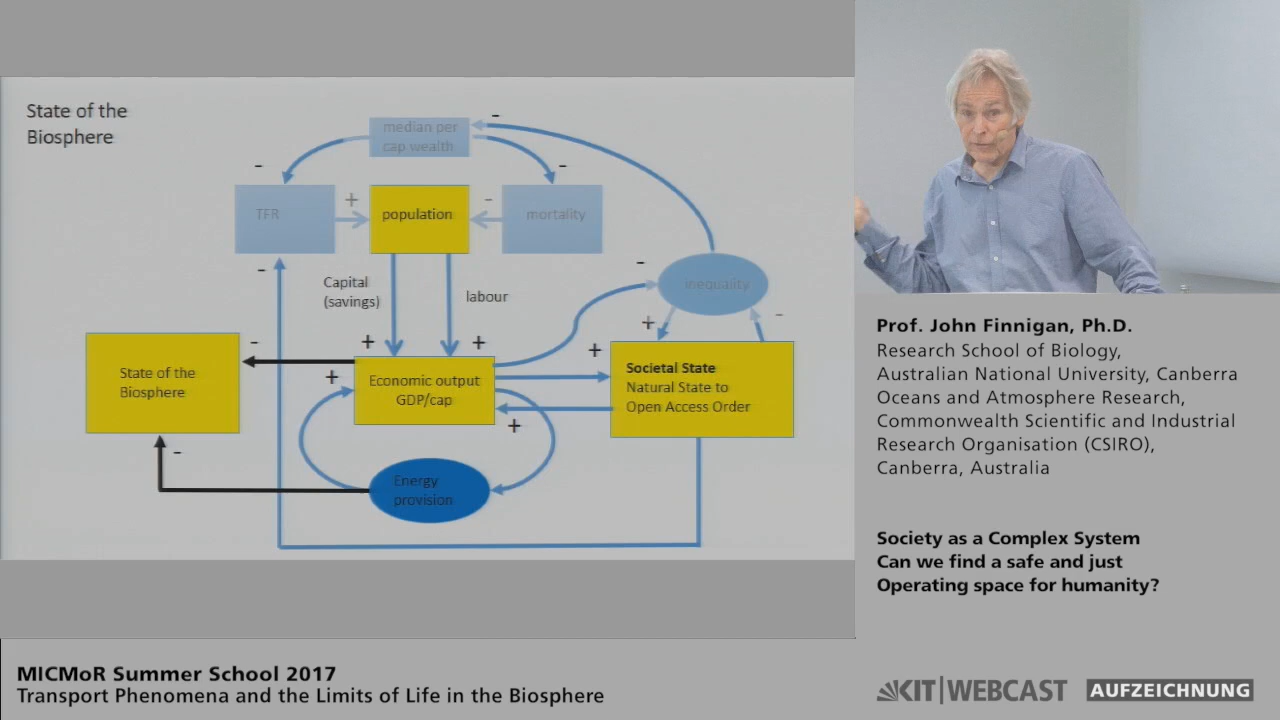 State of the
Biosphere
median per
cap wealth
-
-
-
TFR
+
population
-
mortality
-
Capital
(savings)
labour
-
inequality
+
-
+
+
+
-
State of the
Biosphere
+
Economic output
GDP/cap
+
Societal State
Natural State to
Open Access Order
-
Energy
provision
Prof. John Finnigan, Ph.D.
Research School of Biology,
Australian National University, Canberra
Oceans and Atmosphere Research,
Commonwealth Scientific and Industrial
Research Organisation (CSIRO),
Canberra, Australia
Society as a Complex System
Can we find a safe and just
Operating space for humanity?
MICMoR Summer School 2017
Transport Phenomena and the Limits of Life in the Biosphere
KIT|WEBCAST
AUFZEICHNUNG